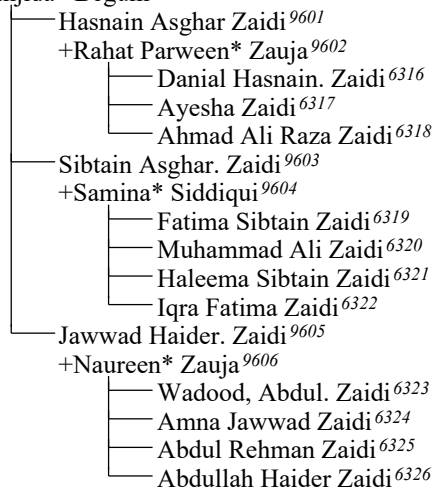 Begum
Hasnain Asghar Zaidi 9601
+Rahat Parween* Zauja 9602
Danial Hasnain. Zaidi 6316
Ayesha Zaidi 6317
Ahmad Ali Raza Zaidi 6318
Sibtain Asghar. Zaidi 9603
+Samina* Siddiqui 9604
Fatima Sibtain Zaidi 6319
Muhammad Ali Zaidi 6320
Haleema Sibtain Zaidi 6321
Iqra Fatima Zaidi 6322
Jawwad Haider. Zaidi 9605
+Naureen* Zauja 9606
Wadood, Abdul. Zaidi 6323
Amna Jawwad Zaidi 6324
Abdul Rehman Zaidi 6325
Abdullah Haider Zaidi 6326